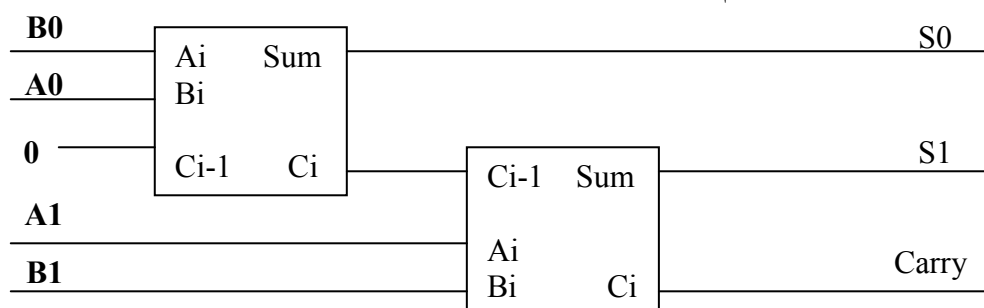 B0
S0
Ai Sum
A0
Bi
0
Ci-1 Ci
S1
Ci-1 Sum
A1
Ai
B1
Carry
Bi Ci